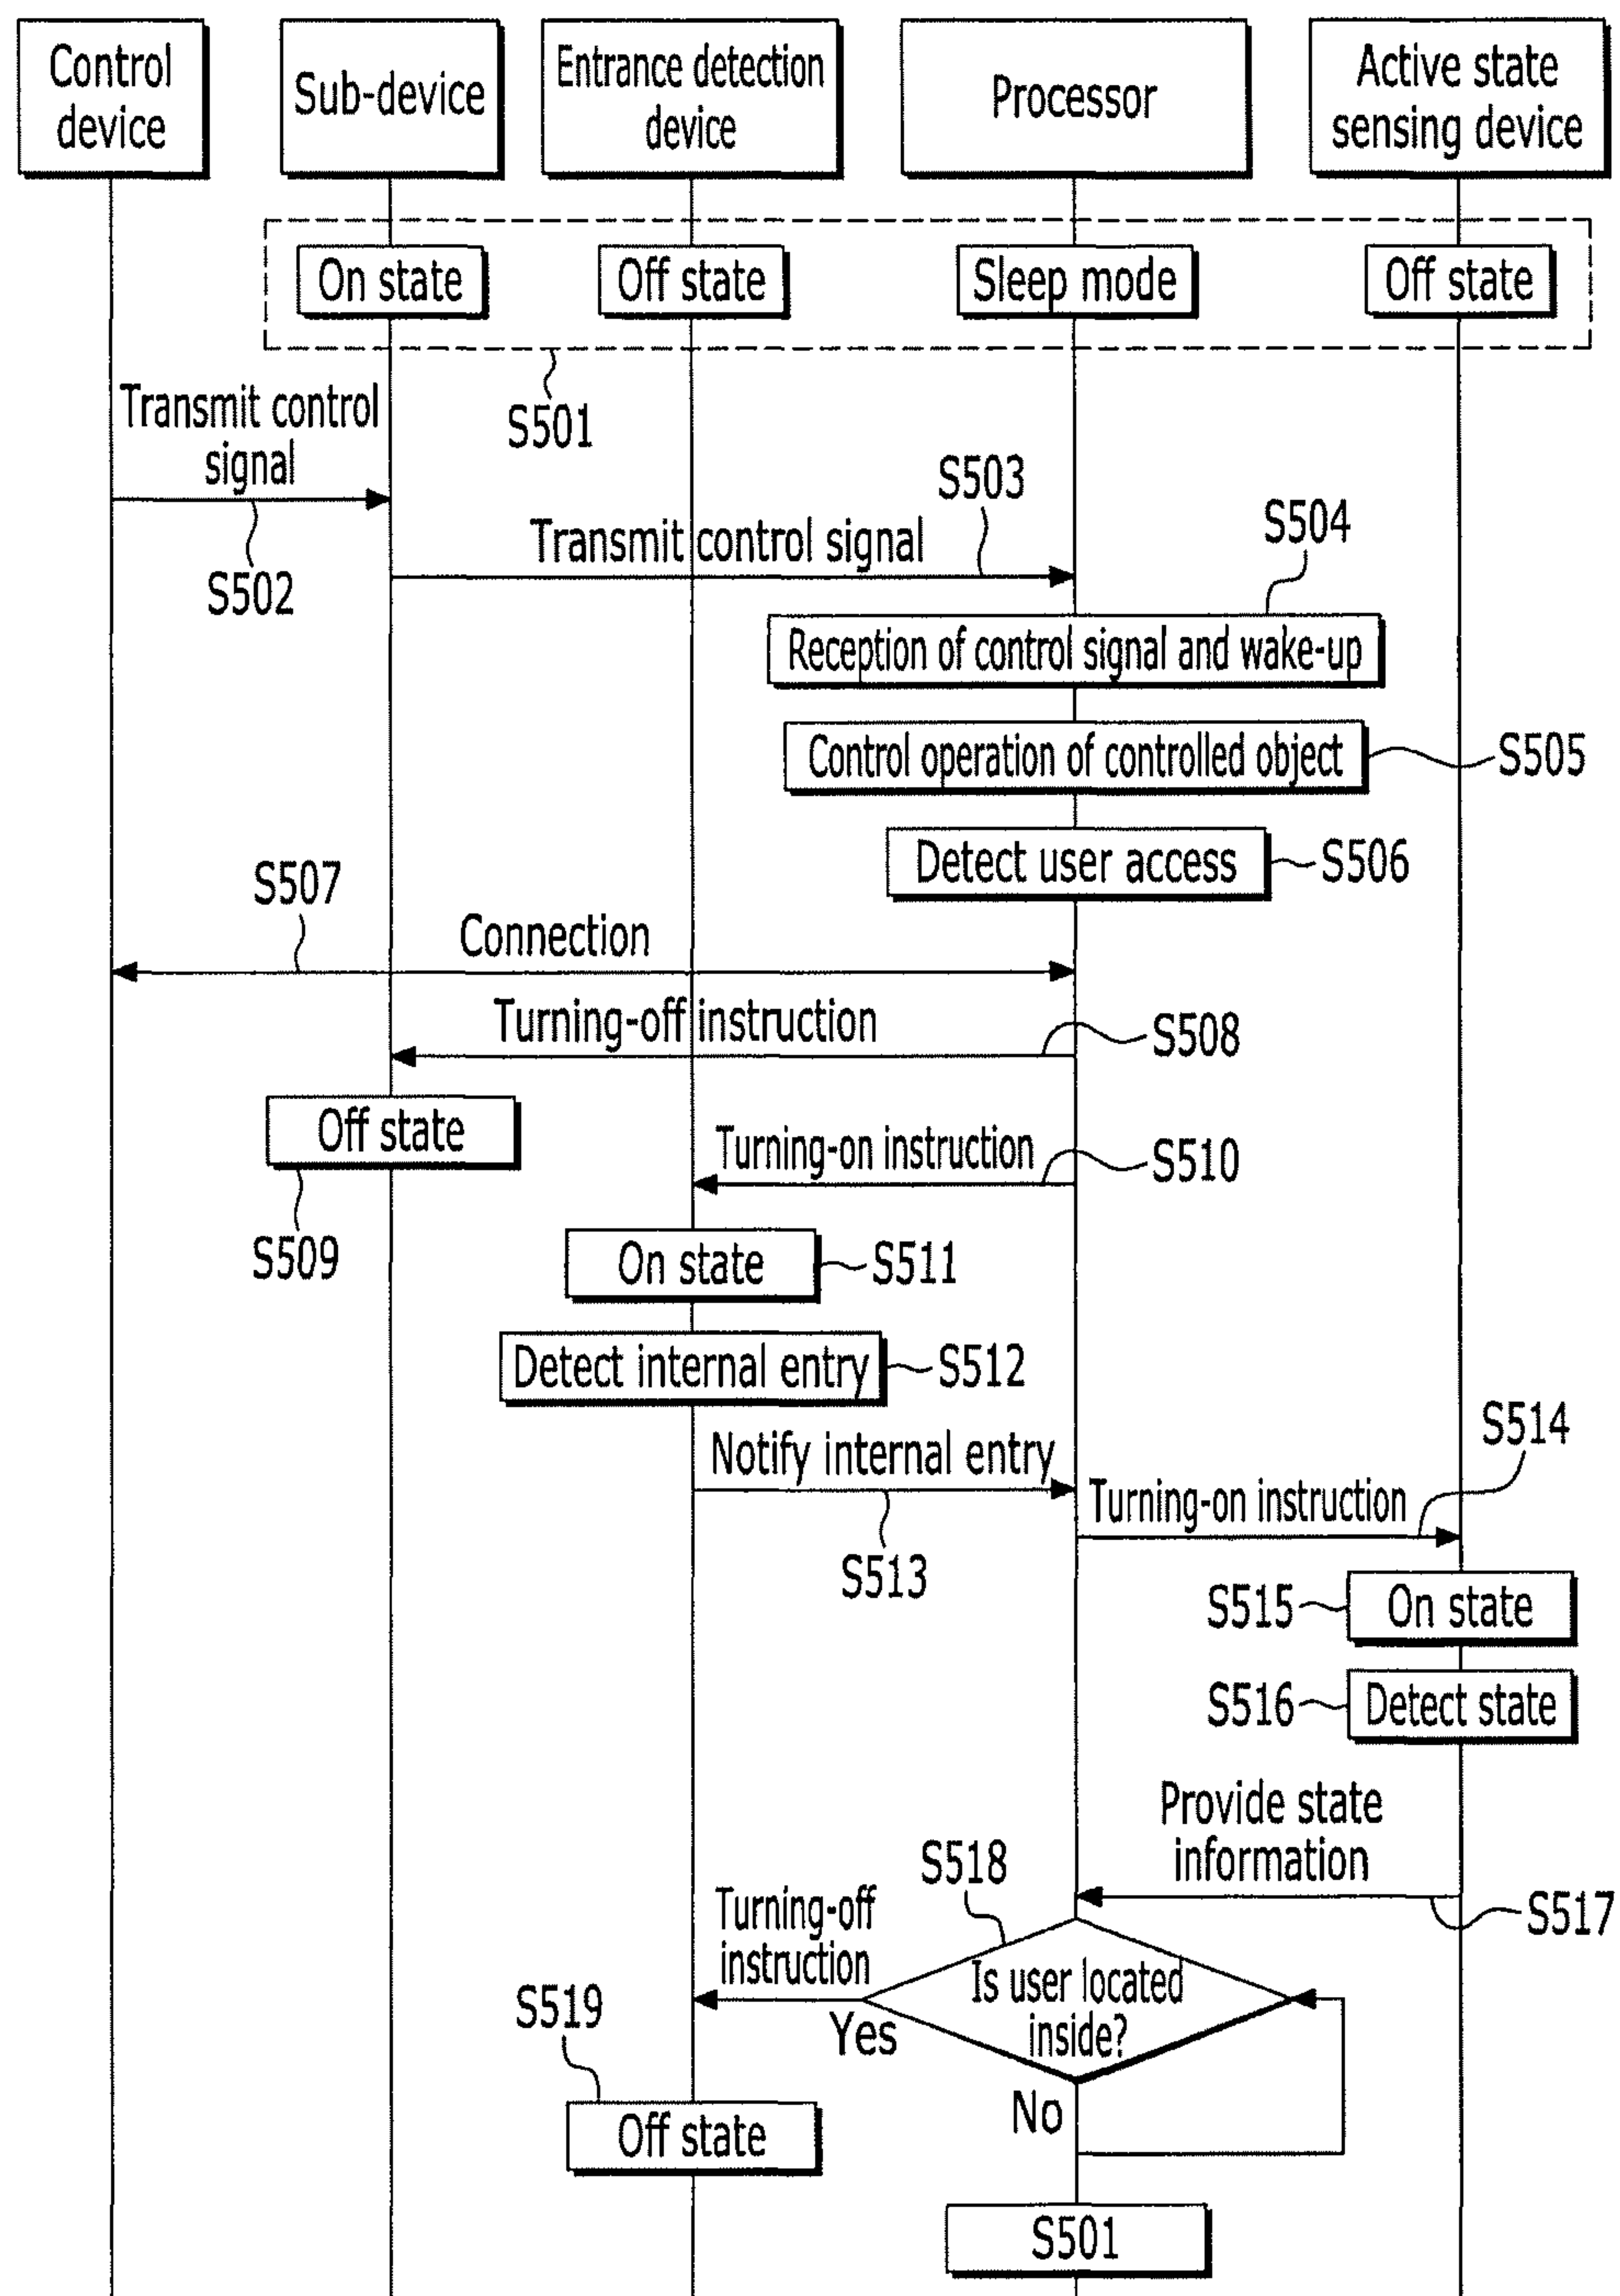 Control
device
Sub-device
Entrance detection
device
Processor
Active state
sensing device
On state
Off state
Sleep mode
Off state
S501
Transmit control
signal
S502
S503
Transmit control signal
S504
Reception of control signal and wake-up
Control operation of controlled object
S505
Detect user access
S506
S507
Connection
Turning-off instruction
S508
Off state
S509
Turning-on instruction
S510
On state
S511
Detect internal entry
S512
Notify internal entry
S513
S514
Turning-on instruction
S515
On state
S516
Detect state
Provide state
information
S517
S518
Turning-off
instruction
Is user located
inside?
Yes
No
S519
Off state
S501